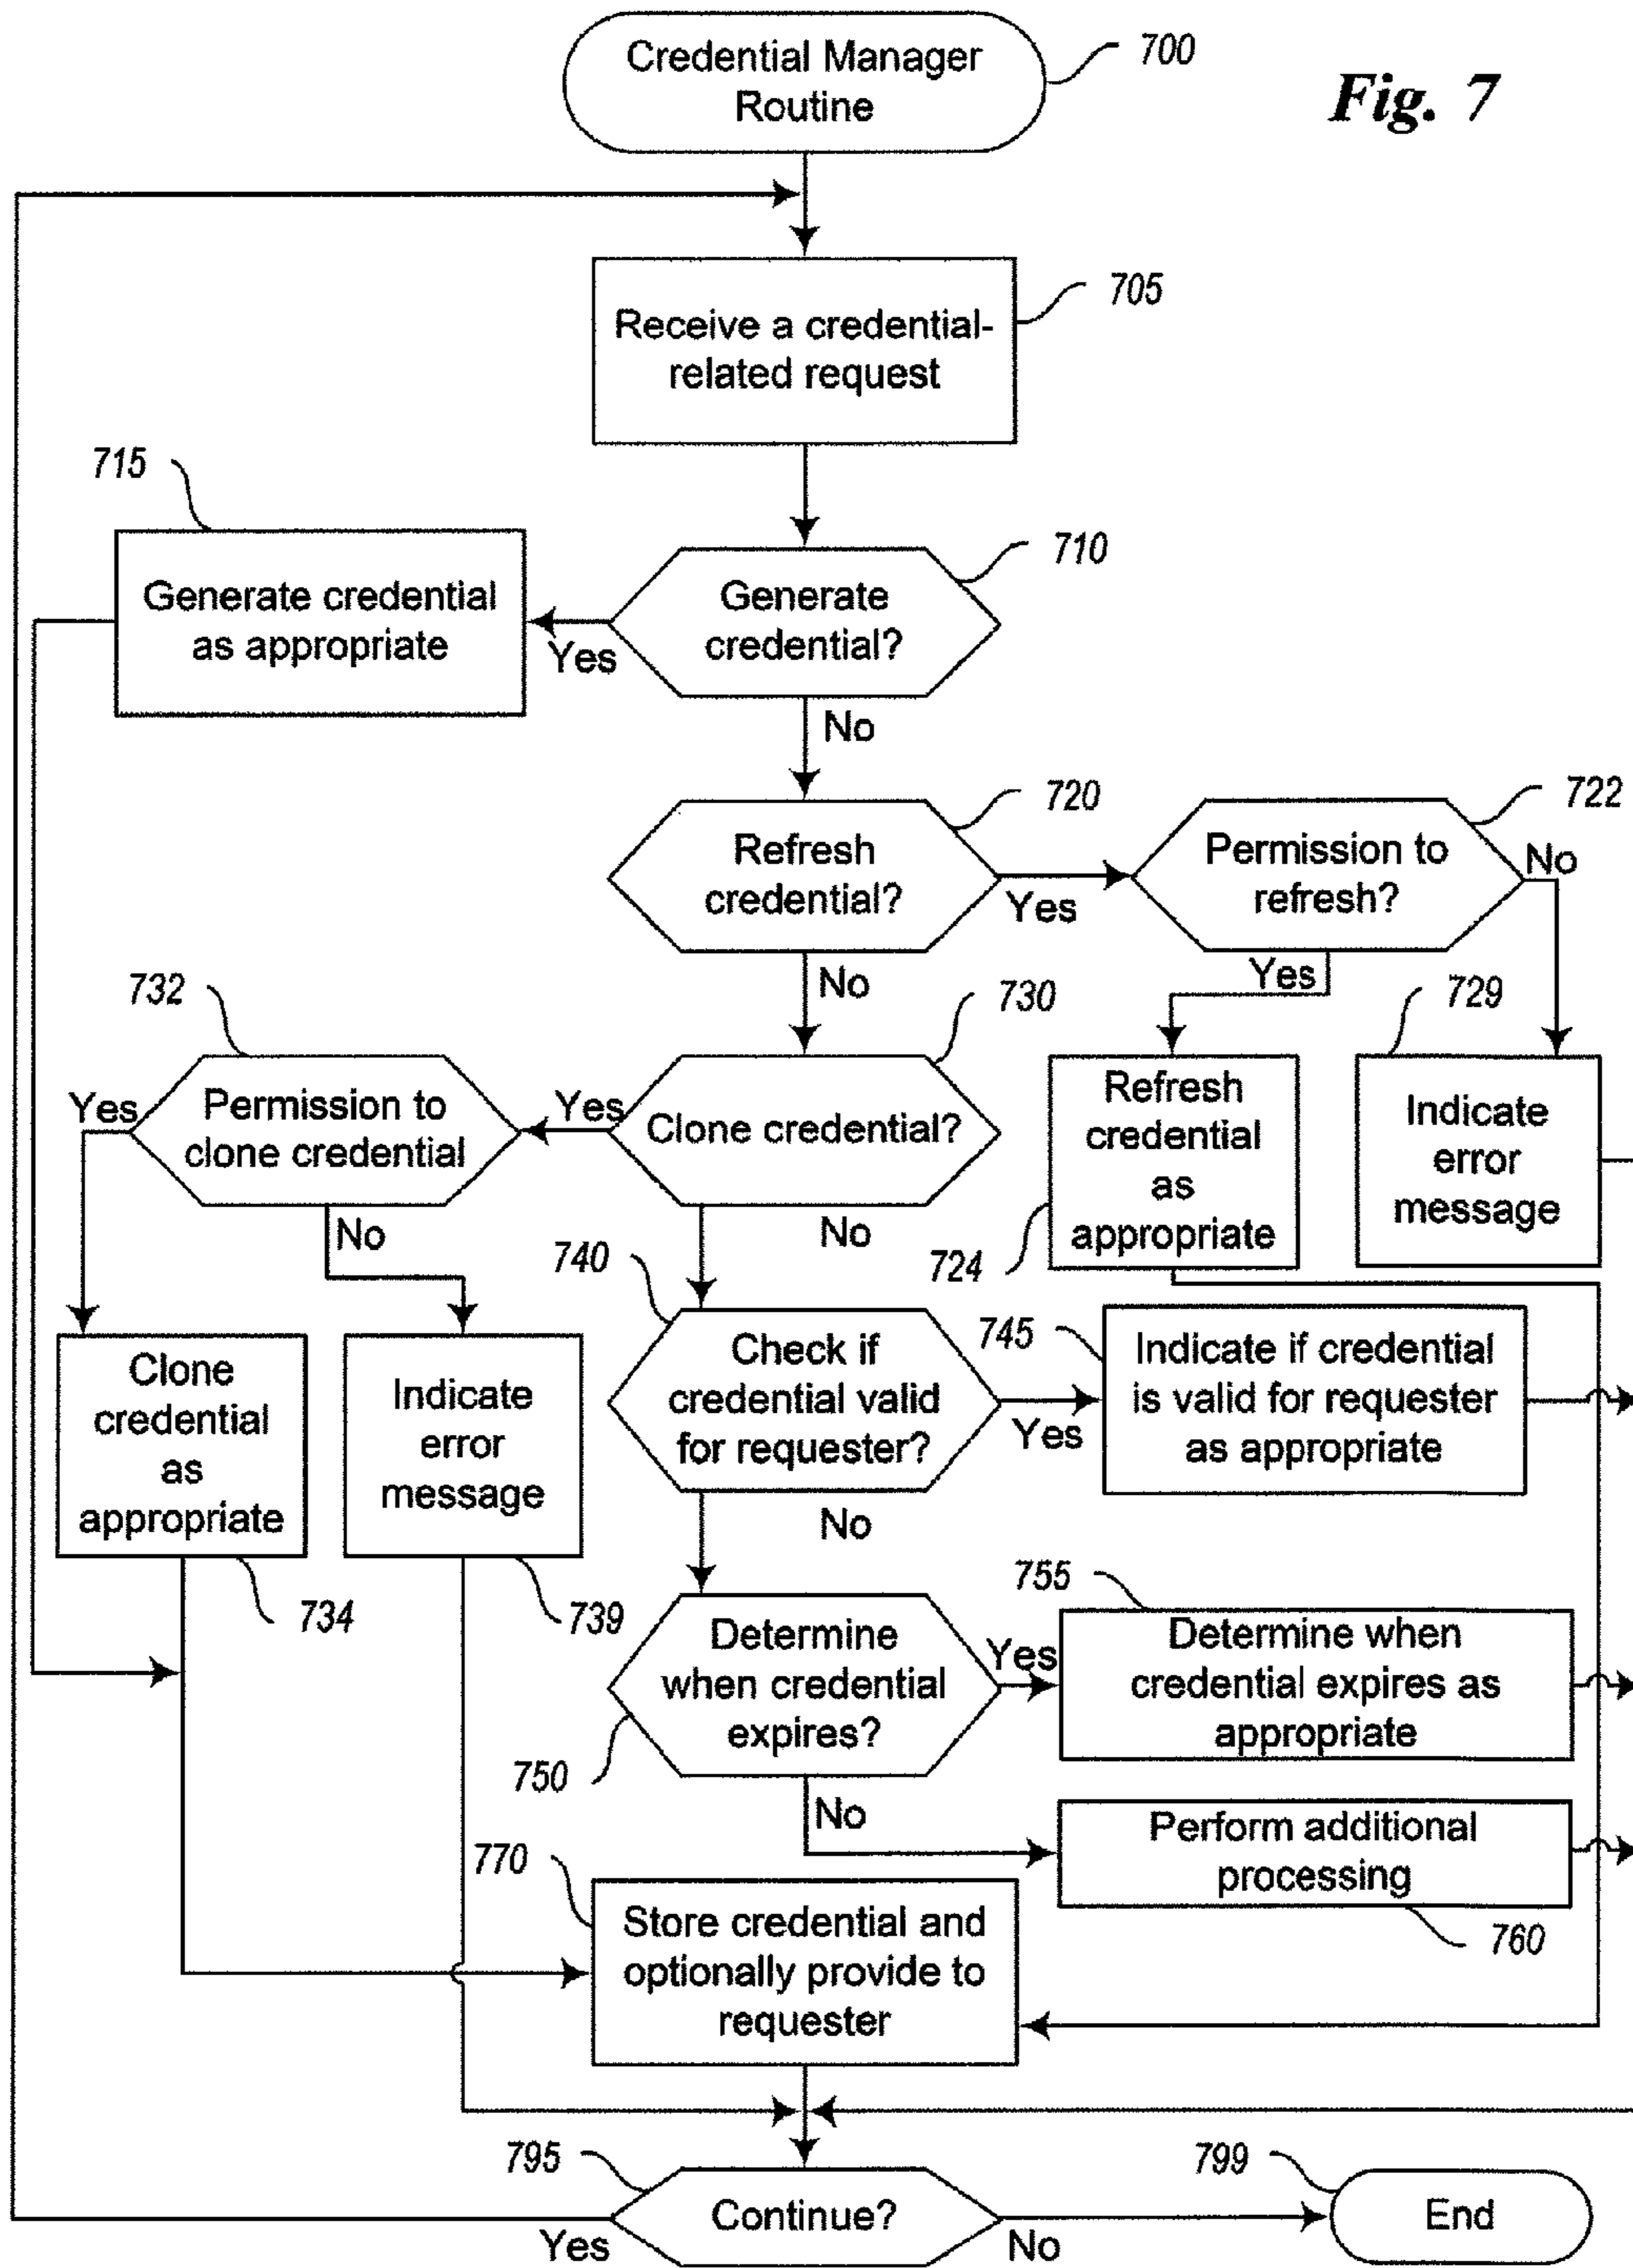 Credential Manager
Routine
700
Fig. 7
705
Receive a credential-
related request
715
Generate credential
as appropriate
710
Generate
credential?
Yes
No
720
Refresh
credential?
Yes
722
Permission to
refresh?
No
Yes
No
732
Permission to
clone credential
Yes
730
Clone credential?
Yes
729
Indicate
error
message
Refresh
credential
as
appropriate
724
No
No
740
Check if
credential valid
for requester?
Yes
745
Indicate if credential
is valid for requester
as appropriate
Clone
credential
as
appropriate
734
Indicate
error
message
739
No
755
Determine
when credential
expires?
750
Yes
Determine when
credential expires as
appropriate
No
Perform additional
processing
760
770
Store credential and
optionally provide to
requester
795
Continue?
Yes
No
799
End